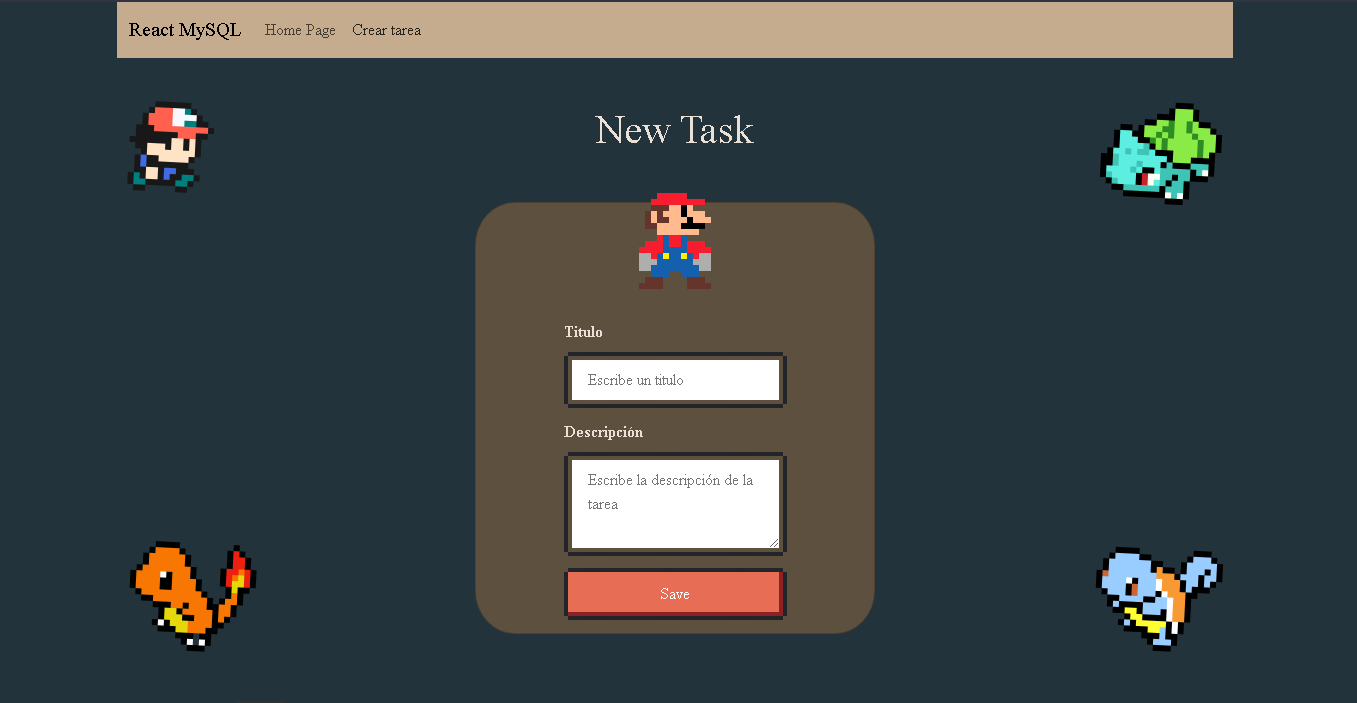 React MySQL Home Page Crear tarea
New Task
Titulo
Escribe un titulo
Descripción
Escribe la descripción de la
tarea
Save